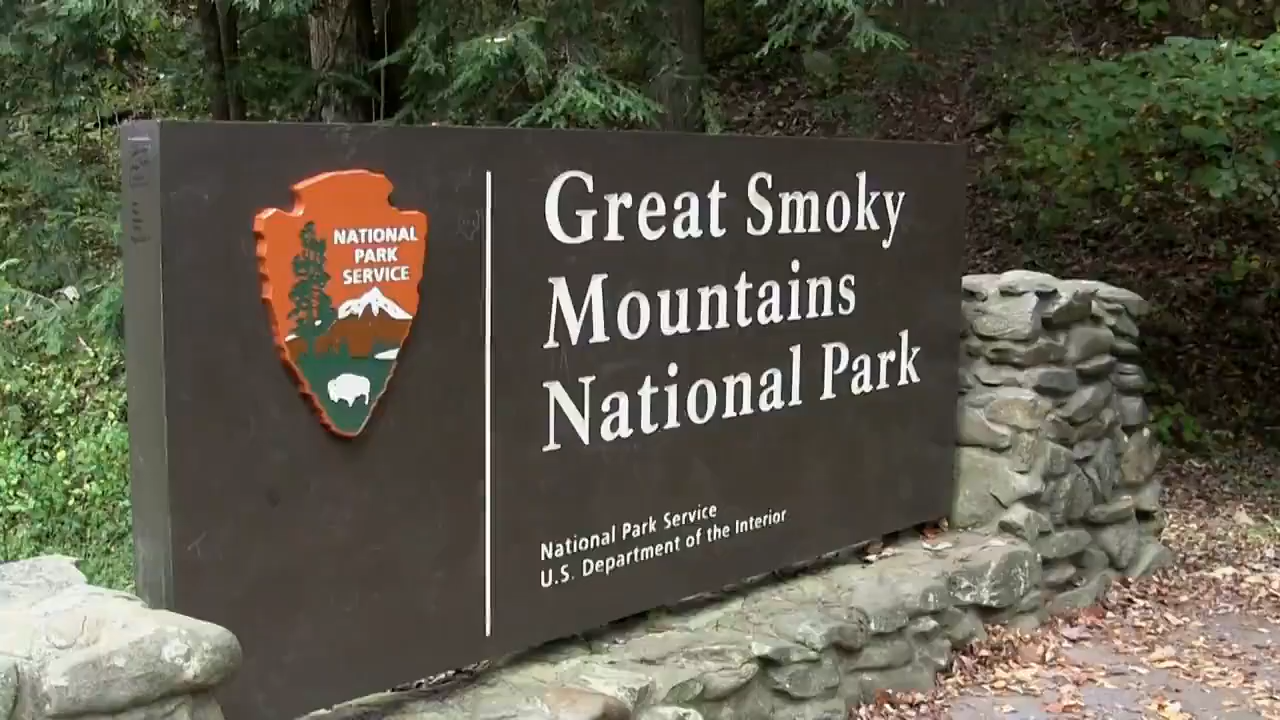 NATIONAL
PARK
SERVICE
Great Smoky
Mountains
National Park
National Park Service
U.S. Department of the Interior